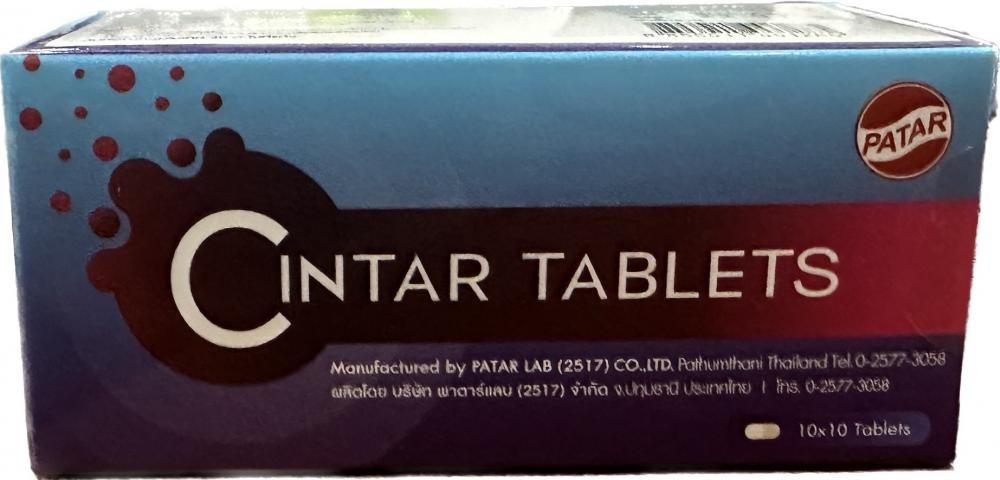 PATAR
CINTAR TABLETS
Manufactured by PATAR LAB (2517) CO.,LTD. Pathumthani Thailand Tel.0-2577-3058
ผลิตโดย บริษัท พาตาร์แลบ (2517) จำกัด จ.ปทุมธานี ประเทศไทย | โทร. 0-2577-3058
10x10 Tablets